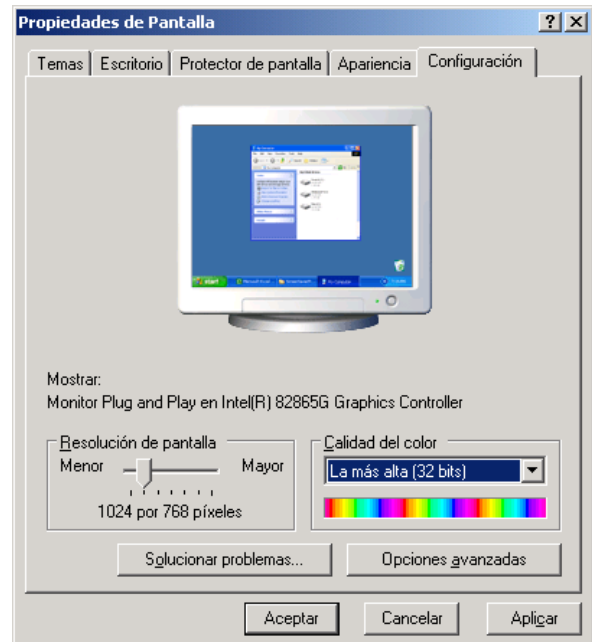 Propiedades de Pantalla
Temas Escritorio Protector de pantalla Apariencia Configuración
start
Mostrar:
Monitor Plug and Play en Intel(R) 82865G Graphics Controller
Resolución de pantalla
Menor Mayor
1024 por 768 píxeles
Calidad del color
La más alta (32 bits)
Solucionar problemas... Opciones avanzadas
Aceptar Cancelar Aplicar